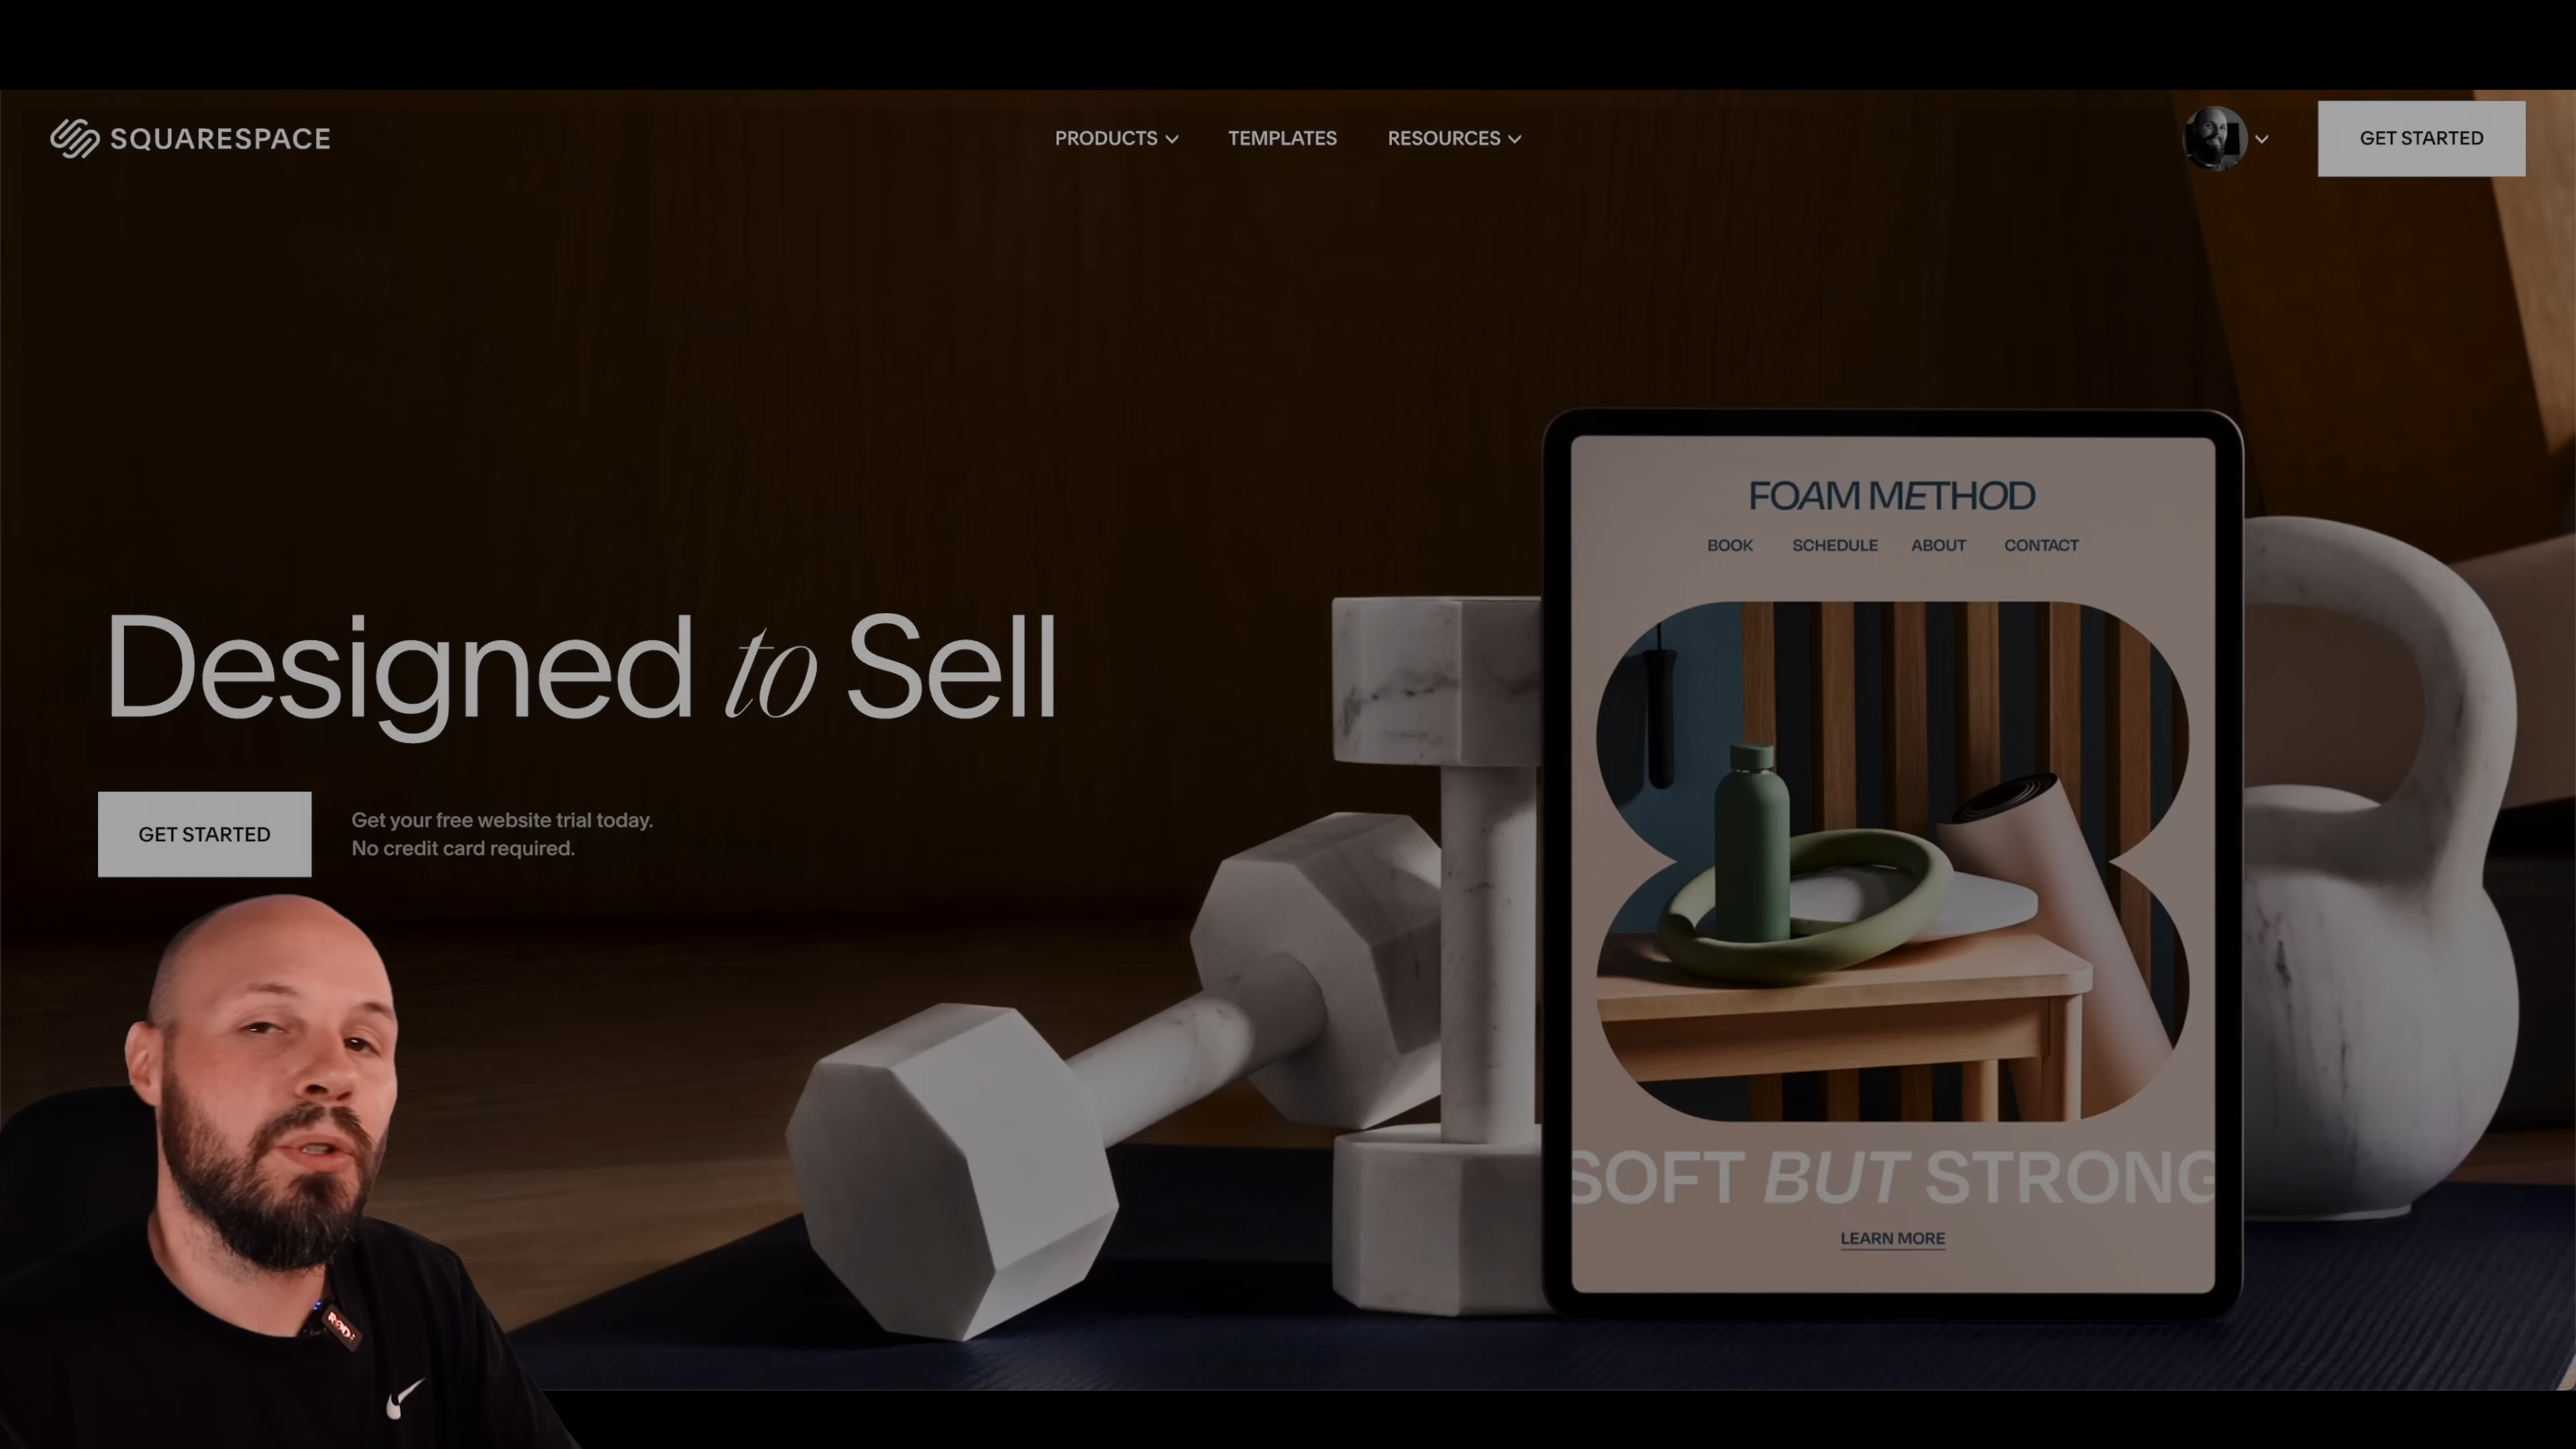 SQUARESPACE
PRODUCTS
TEMPLATES
RESOURCES
GET STARTED
Designed to Sell
GET STARTED
Get your free website trial today.
No credit card required.
FOAM METHOD
BOOK SCHEDULE ABOUT CONTACT
SOFT BUT STRONG
LEARN MORE
RODE